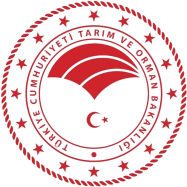 TÜRKİYE CUMHURİYETİ TARIM VE ORMAN BAKANLIĞI